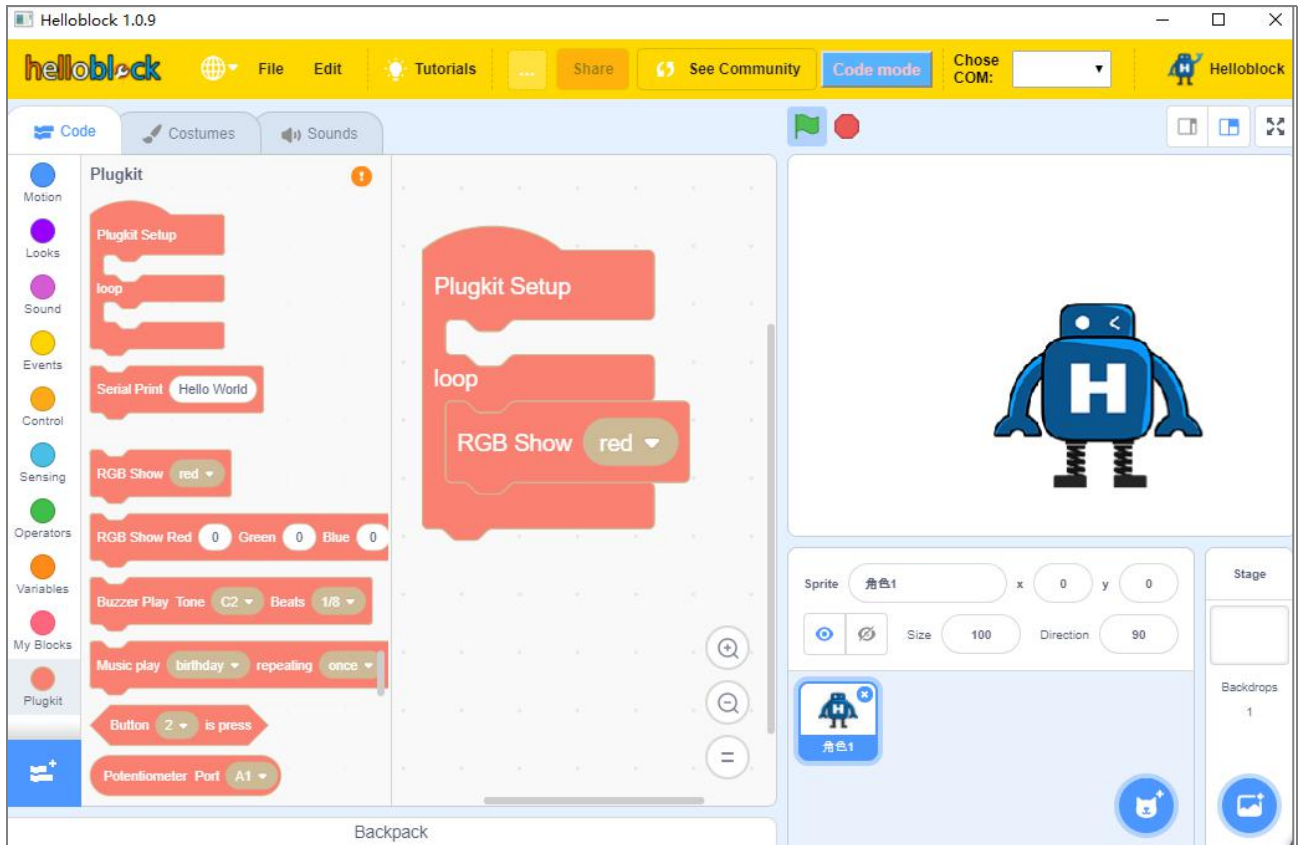 Helloblock 1.0.9
helloblock File Edit Tutorials ... Share See Community Code mode Chose COM: Helloblock
Code Costumes Sounds
Motion
Looks
Sound
Events
Control
Sensing
Operators
Variables
My Blocks
Plugkit
Plugkit
Plugkit Setup
loop
Serial Print Hello World
RGB Show red
RGB Show Red 0 Green 0 Blue 0
Buzzer Play Tone C2 Beats 1/8
Music play birthday repeating once
Button 2 is press
Potentiometer Port A1
Plugkit Setup
loop
RGB Show red
H
Sprite 角色1 x 0 y 0
Size 100 Direction 90
H
角色1
Stage
Backdrops
1
Backpack